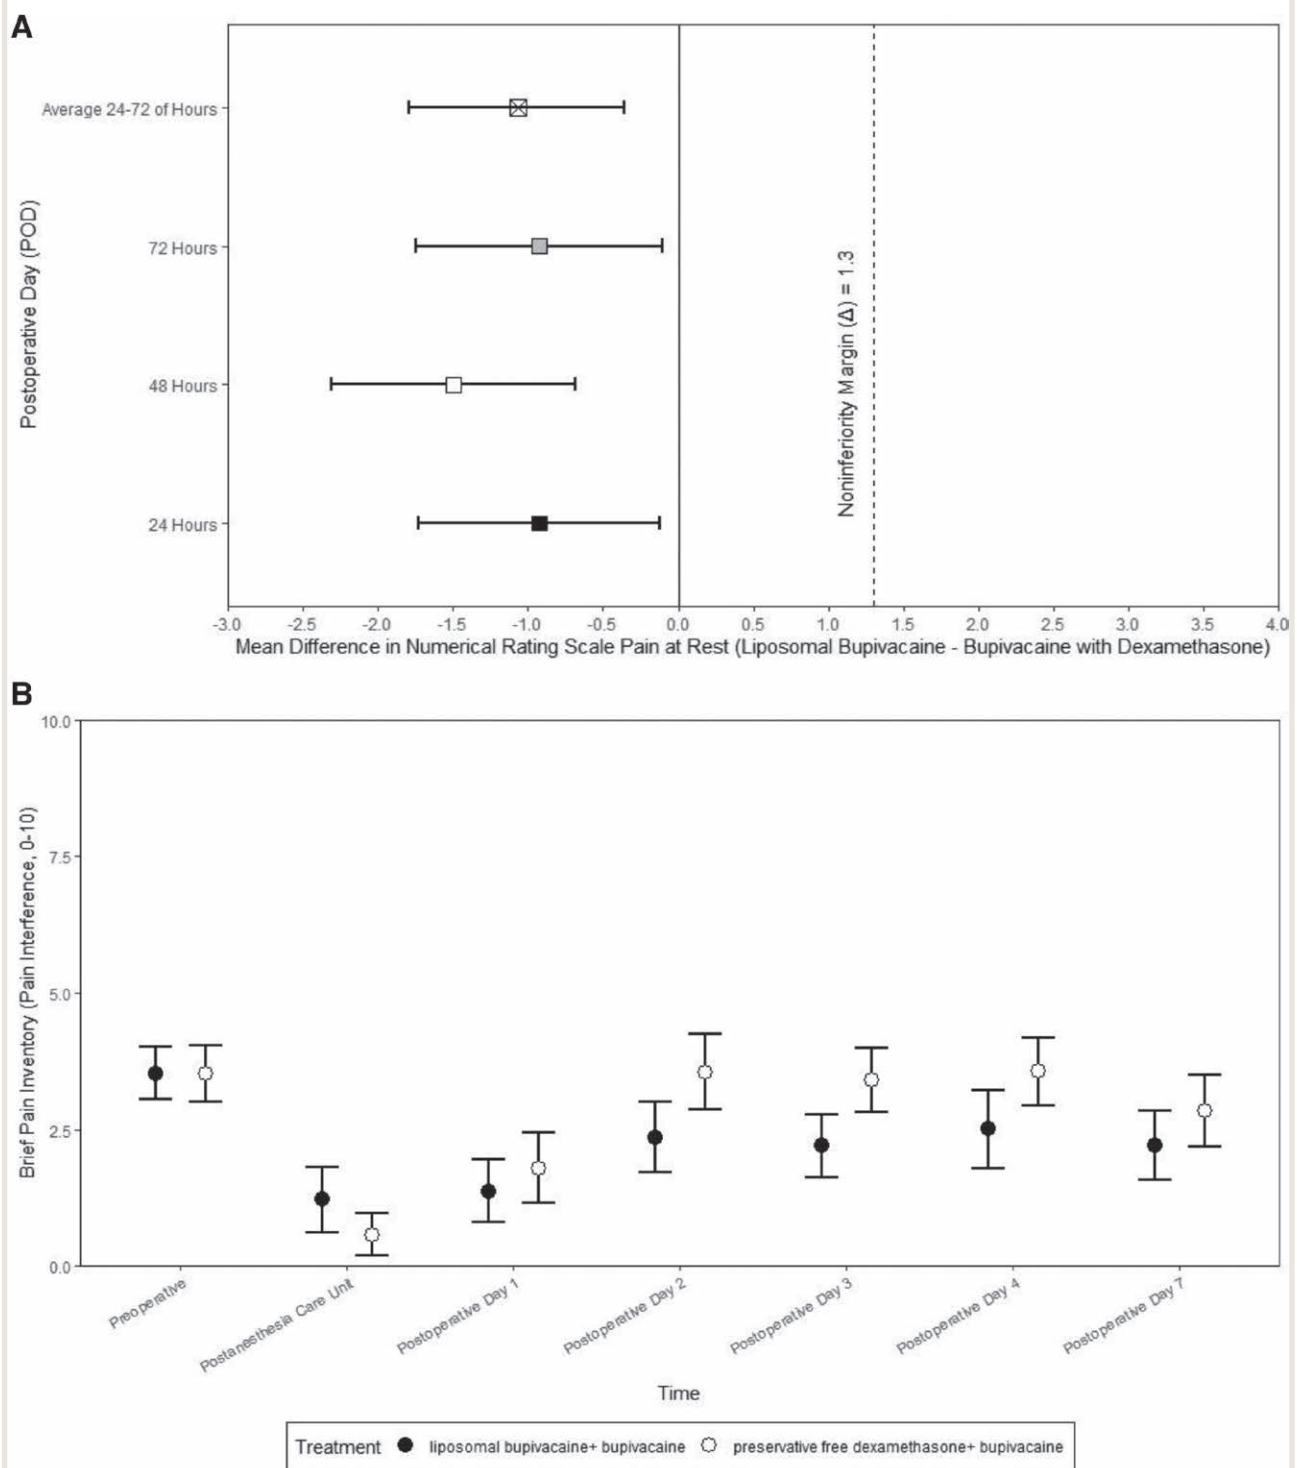 A
Average 24-72 of Hours
72 Hours
48 Hours
24 Hours
Postoperative Day (POD)
Noninferiority Margin (Δ) = 1.3
-3.0 -2.5 -2.0 -1.5 -1.0 -0.5 0.0 0.5 1.0 1.5 2.0 2.5 3.0 3.5 4.0
Mean Difference in Numerical Rating Scale Pain at Rest (Liposomal Bupivacaine - Bupivacaine with Dexamethasone)
B
10.0
7.5
5.0
2.5
0.0
Brief Pain Inventory (Pain Interference, 0-10)
Preoperative
Postanesthesia Care Unit
Postoperative Day 1
Postoperative Day 2
Postoperative Day 3
Postoperative Day 4
Postoperative Day 7
Time
Treatment liposomal bupivacaine+ bupivacaine preservative free dexamethasone+ bupivacaine